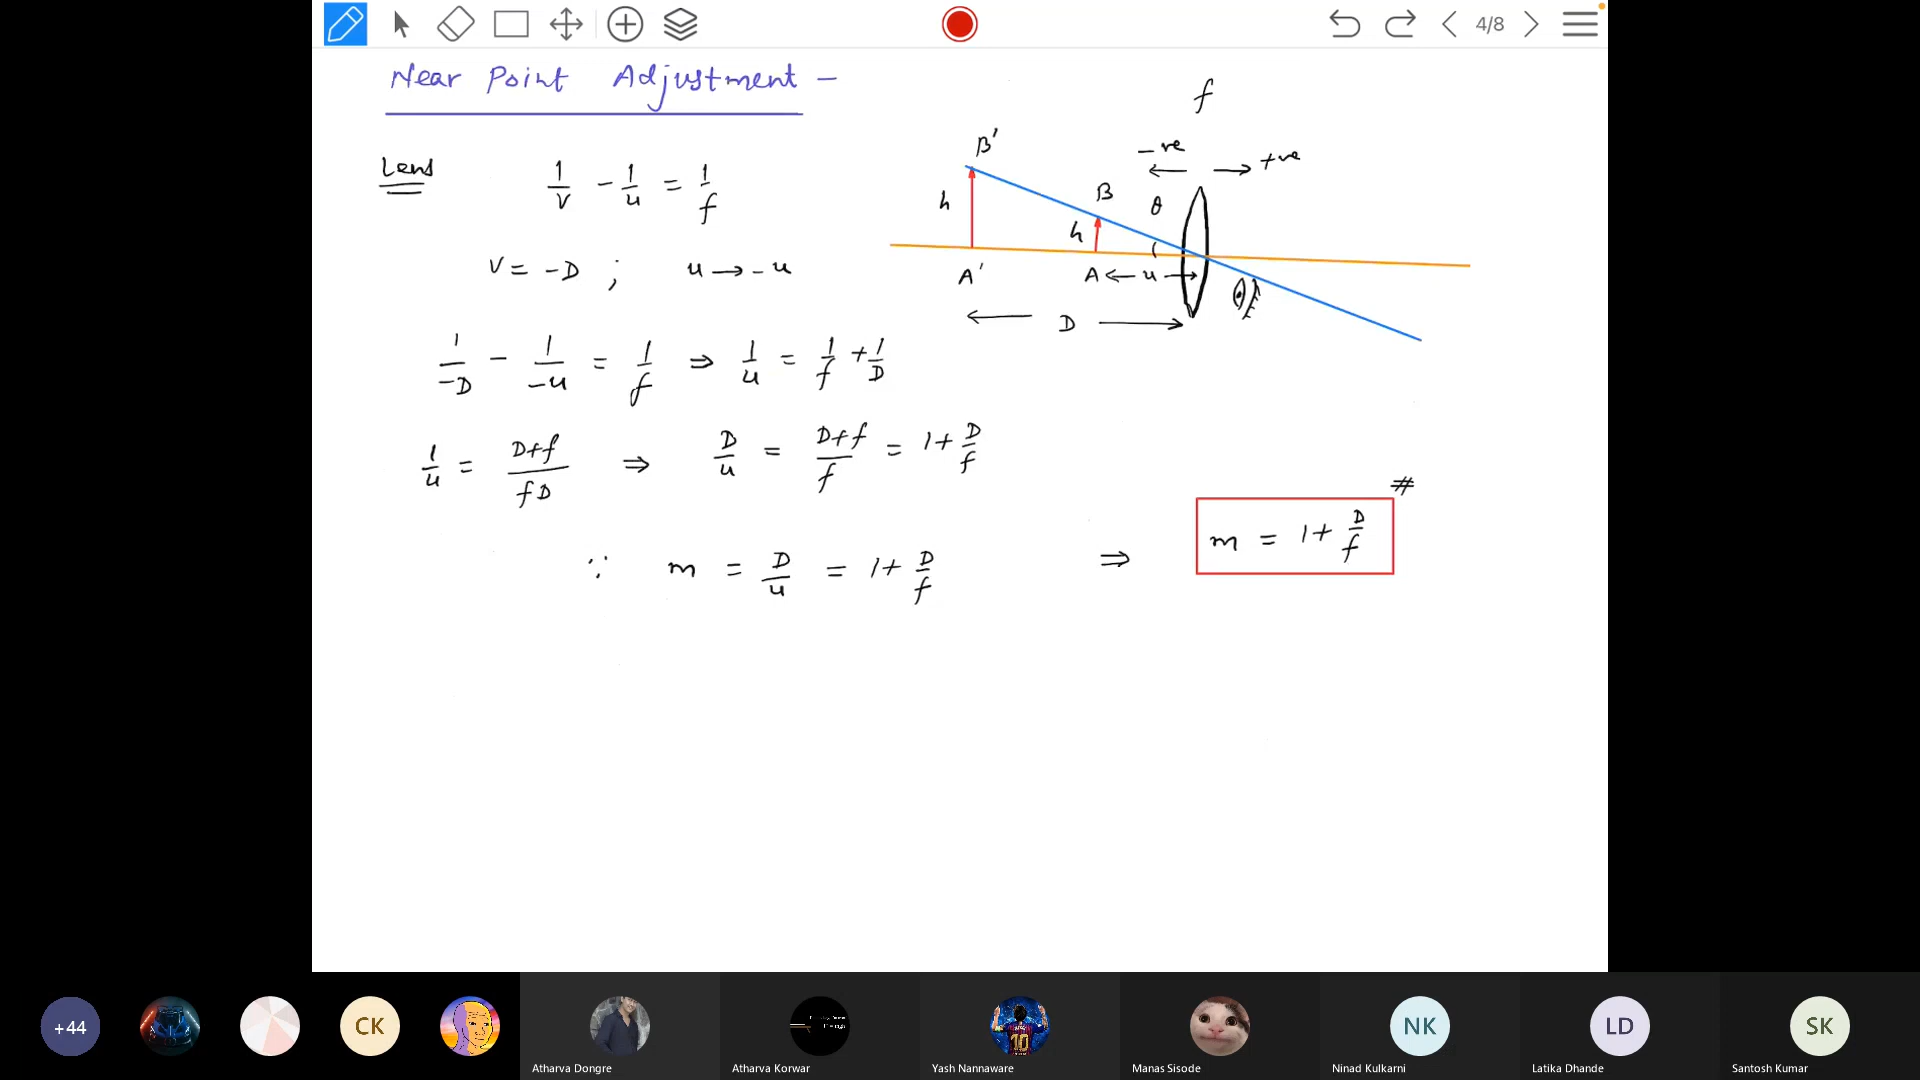 4/8
Near Point Adjustment -
f
Lens
1/v - 1/u = 1/f
B'
-ve
+ve
B
θ
h
h
v = -D ; u → -u
A'
A ← u →
← D →
1/-D - 1/-u = 1/f ⇒ 1/u = 1/f + 1/D
1/u = D+f/fD ⇒ D/u = D+f/f = 1+D/f
#
∵ m = D/u = 1+D/f ⇒ m = 1+D/f
+44
CK
10
NK
LD
SK
Atharva Dongre
Atharva Korwar
Yash Nannaware
Manas Sisode
Ninad Kulkarni
Latika Dhande
Santosh Kumar